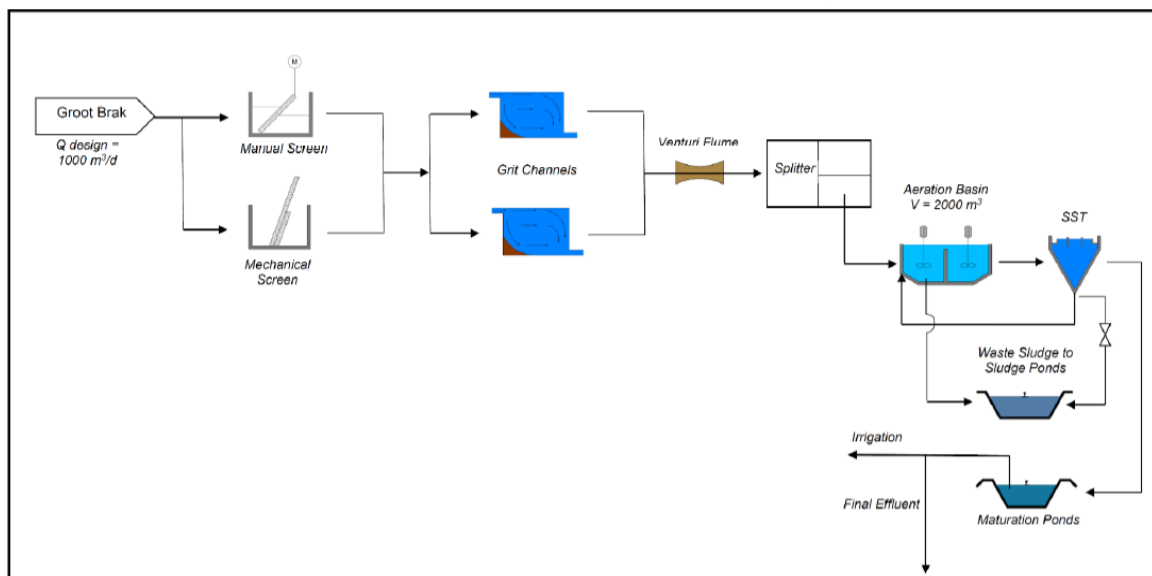 M
Groot Brak
Q design =
1000 m³/d
Manual Screen
Mechanical
Screen
Grit Channels
Venturi Flume
Splitter
Aeration Basin
V = 2000 m³
SST
Waste Sludge to
Sludge Ponds
Irrigation
Final Effluent
Maturation Ponds